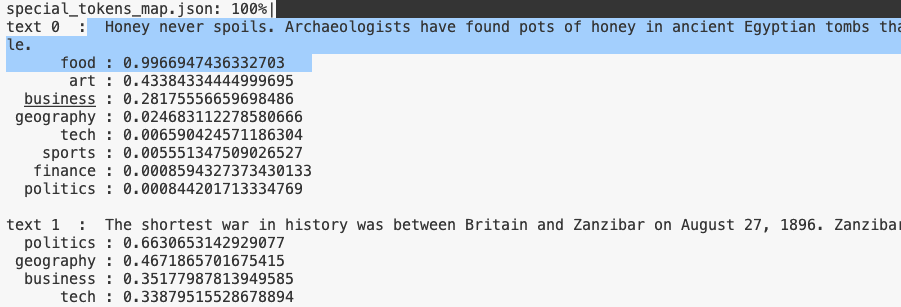 special_tokens_map.json: 100%|
text 0  :  Honey never spoils. Archaeologists have found pots of honey in ancient Egyptian tombs
le.
food : 0.9966947436332703
art : 0.43384334444999695
business : 0.28175556659698486
geography : 0.024683112278580666
tech : 0.006590424571186304
sports : 0.005551347509026527
finance : 0.0008594327373430133
politics : 0.000844201713334769
text 1  :  The shortest war in history was between Britain and Zanzibar on August 27, 1896.
politics : 0.6630653142929077
geography : 0.4671865701675415
business : 0.35177987813949585
tech : 0.33879515528678894